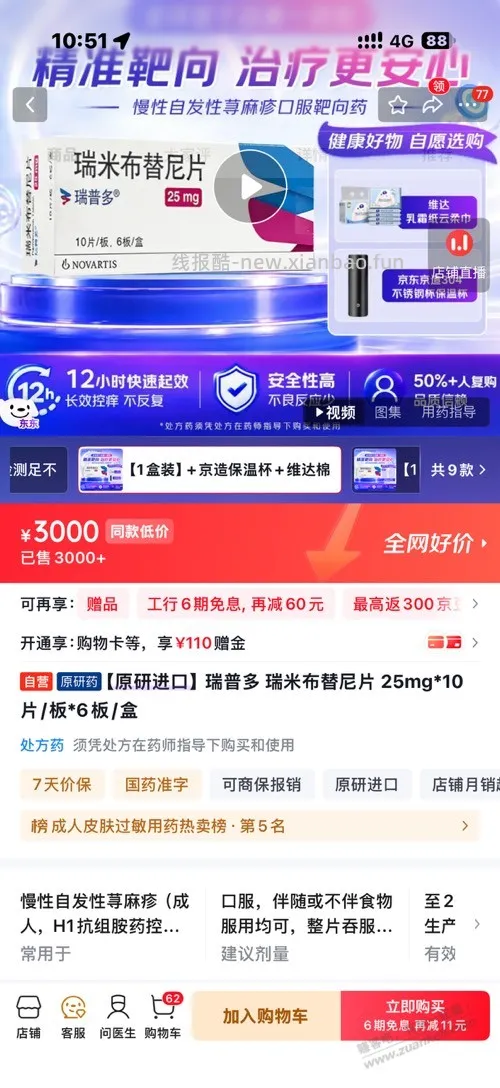 10:51
4G
88
精准靶向 治疗更安心
慢性自发性荨麻疹口服靶向药
领
77
健康好物 自愿选购
瑞米布替尼片
瑞普多®
25 mg
10片/板，6板/盒
NOVARTIS
瑞米布替尼片
维达
乳霜纸云柔巾
京东京造304
不锈钢杯保温杯
店铺直播
线报酷-new.xianbao.fun
12h
12小时快速起效
长效控痒 不反复
安全性高
不良反应少
50%+人复购
品质信赖
视频
图集
用药指导
*处方药须凭处方在药师指导下购买和使用
东东
测足不
【1盒装】+京造保温杯+维达棉
【1
共9款
¥3000
同款低价
已售3000+
全网好价
可再享：
赠品
工行6期免息, 再减60元
最高返300京
开通享：购物卡等，享¥110赠金
自营
原研药
【原研进口】瑞普多 瑞米布替尼片 25mg*10
片/板*6板/盒
处方药
须凭处方在药师指导下购买和使用
7天价保
国药准字
可商保报销
原研进口
店铺月销
榜 成人皮肤过敏用药热卖榜·第5名
慢性自发性荨麻疹（成
人，H1抗组胺药控...
常用于
口服，伴随或不伴食物
服用均可，整片吞服...
建议剂量
至2
生产
有效
店铺
客服
问医生
62
购物车
加入购物车
立即购买
6期免息 再减11元